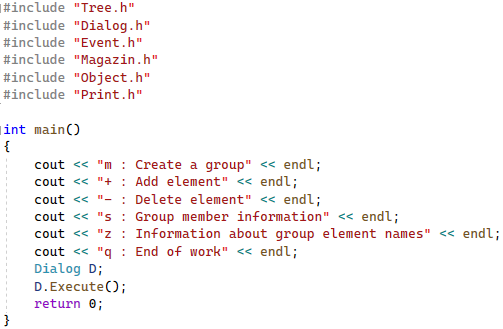 #include "Tree.h"
#include "Dialog.h"
#include "Event.h"
#include "Magazin.h"
#include "Object.h"
#include "Print.h"
int main()
{
cout << "m : Create a group" << endl;
cout << "+ : Add element" << endl;
cout << "- : Delete element" << endl;
cout << "s : Group member information" << endl;
cout << "z : Information about group element names" << endl;
cout << "q : End of work" << endl;
Dialog D;
D.Execute();
return 0;
}